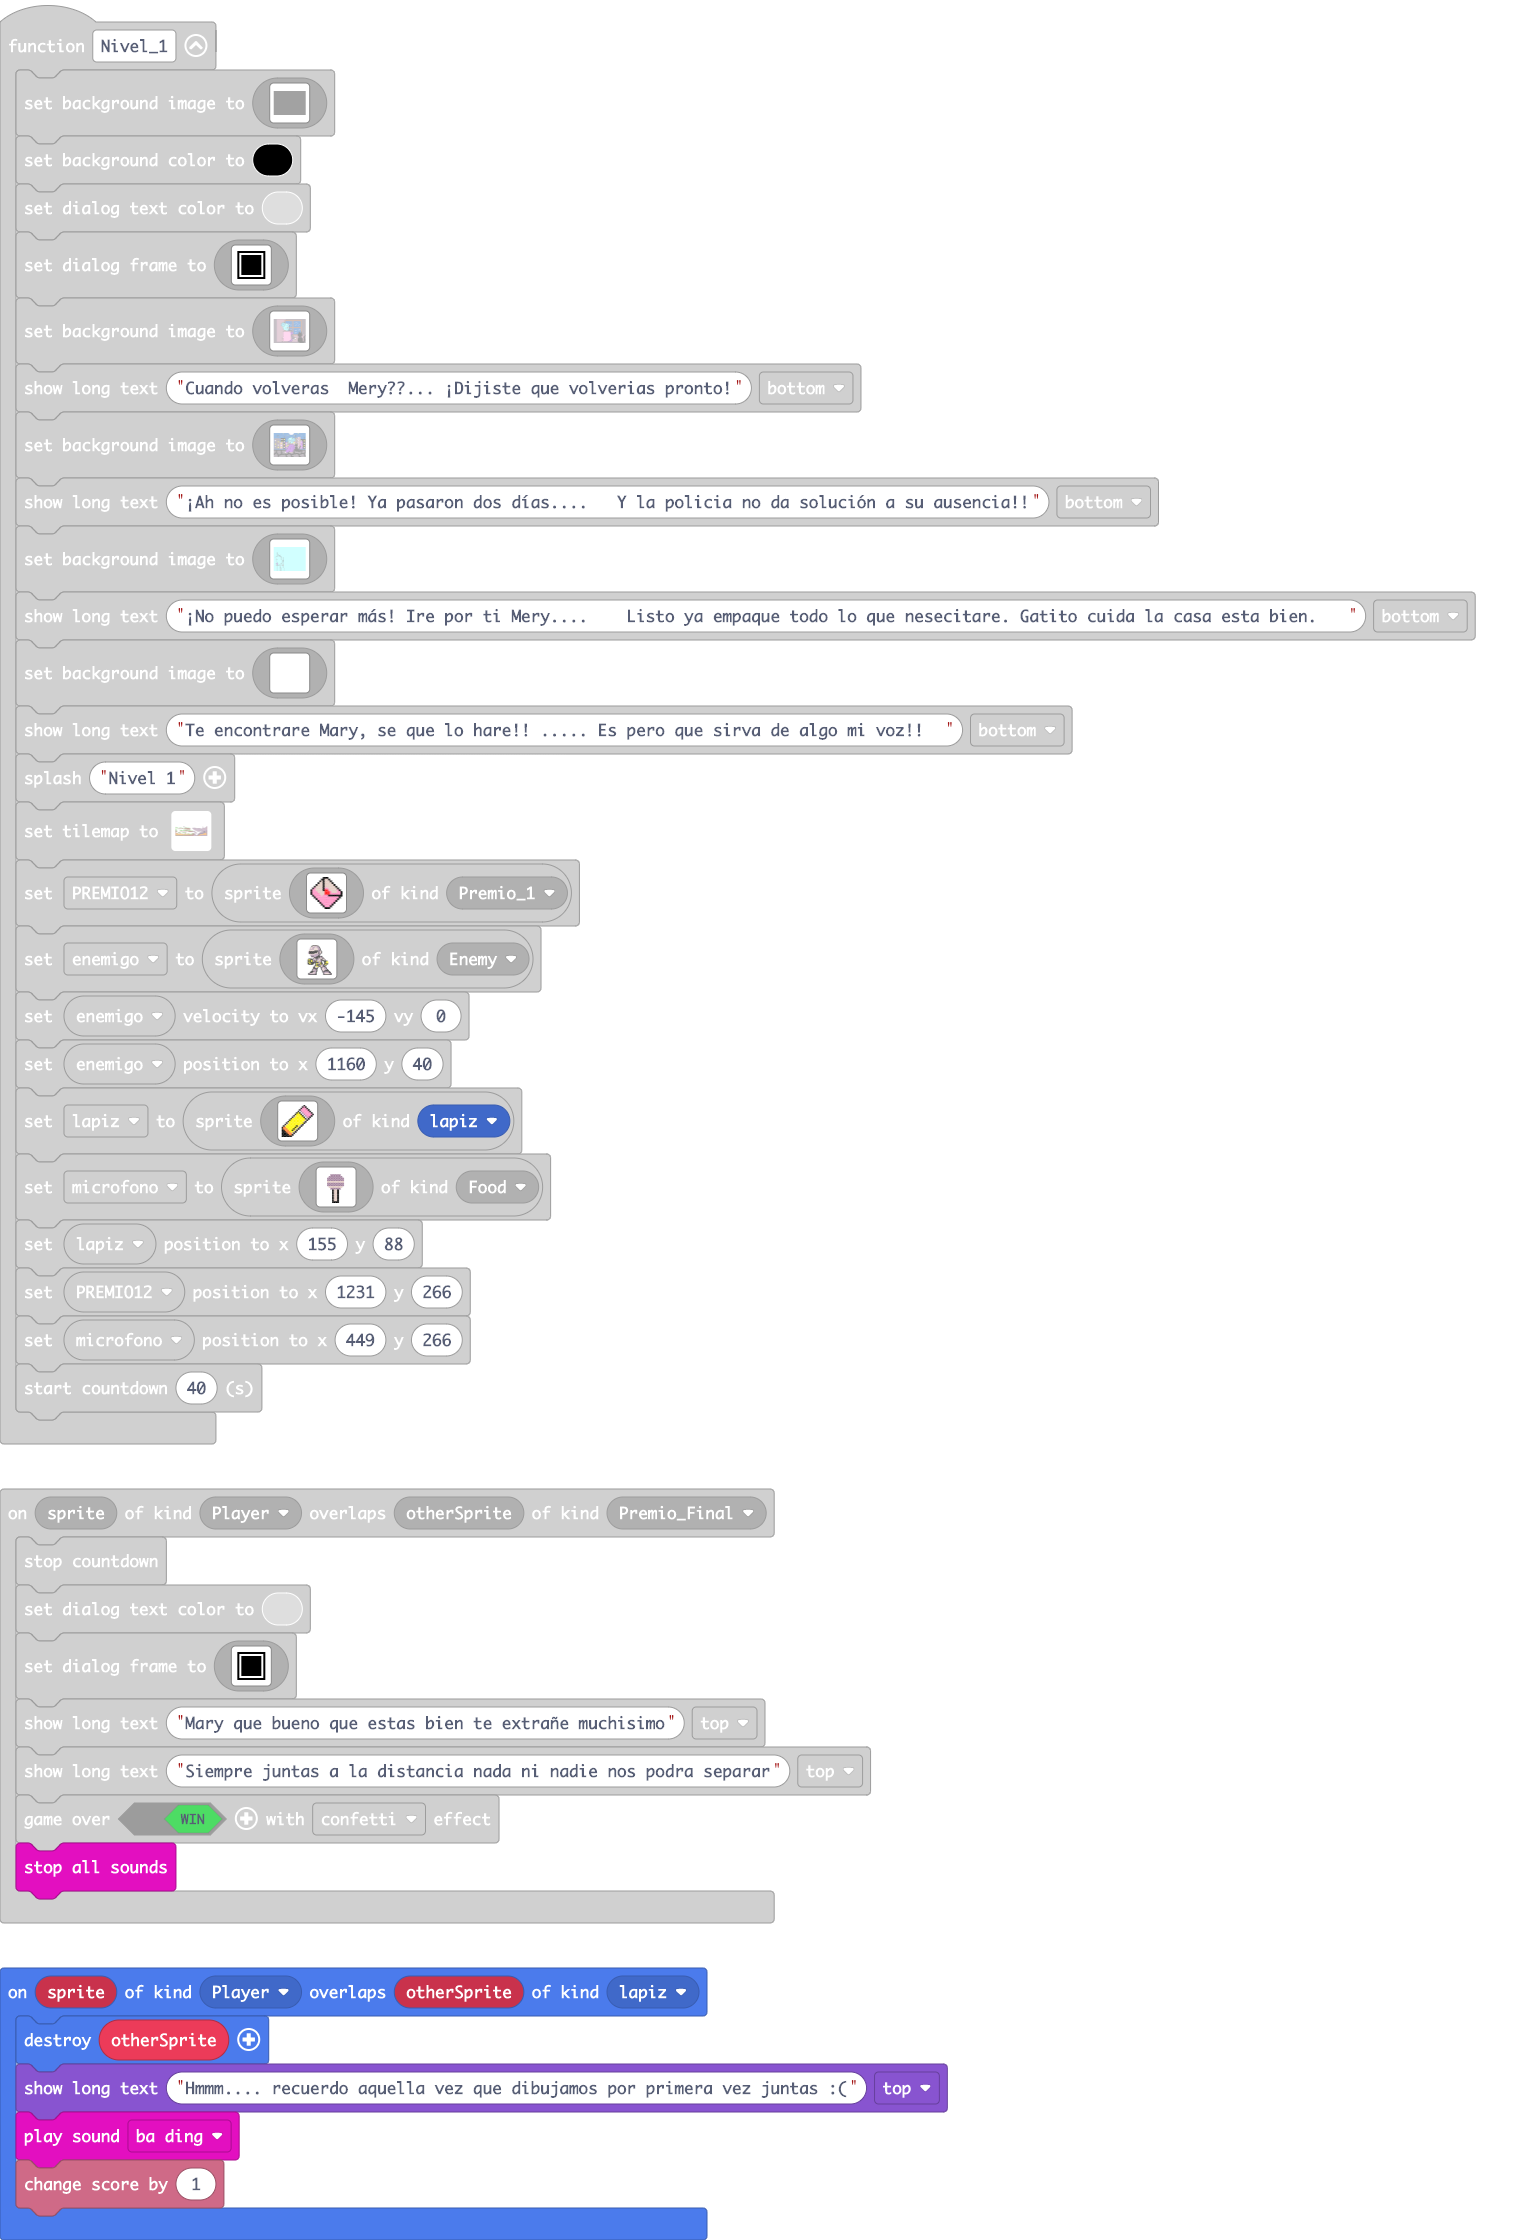 function Nivel_1
set background image to
set background color to
set dialog text color to
set dialog frame to
set background image to
show long text "Cuando volveras  Mery??... ¡Dijiste que volverias pronto!" bottom
set background image to
show long text "¡Ah no es posible! Ya pasaron dos días....   Y la policia no da solución a su ausencia!!" bottom
set background image to
show long text "¡No puedo esperar más! Ire por ti Mery....    Listo ya empaque todo lo que nesecitare. Gatito cuida la casa esta bien.   " bottom
set background image to
show long text "Te encontrare Mary, se que lo hare!! ..... Es pero que sirva de algo mi voz!!  " bottom
splash "Nivel 1"
set tilemap to
set PREMIO12 to sprite of kind Premio_1
set enemigo to sprite of kind Enemy
set enemigo velocity to vx -145 vy 0
set enemigo position to x 1160 y 40
set lapiz to sprite of kind lapiz
set microfono to sprite of kind Food
set lapiz position to x 155 y 88
set PREMIO12 position to x 1231 y 266
set microfono position to x 449 y 266
start countdown 40 (s)
on sprite of kind Player overlaps otherSprite of kind Premio_Final
stop countdown
set dialog text color to
set dialog frame to
show long text "Mary que bueno que estas bien te extrañe muchisimo" top
show long text "Siempre juntas a la distancia nada ni nadie nos podra separar" top
game over WIN with confetti effect
stop all sounds
on sprite of kind Player overlaps otherSprite of kind lapiz
destroy otherSprite
show long text "Hmmm.... recuerdo aquella vez que dibujamos por primera vez juntas :(" top
play sound ba ding
change score by 1